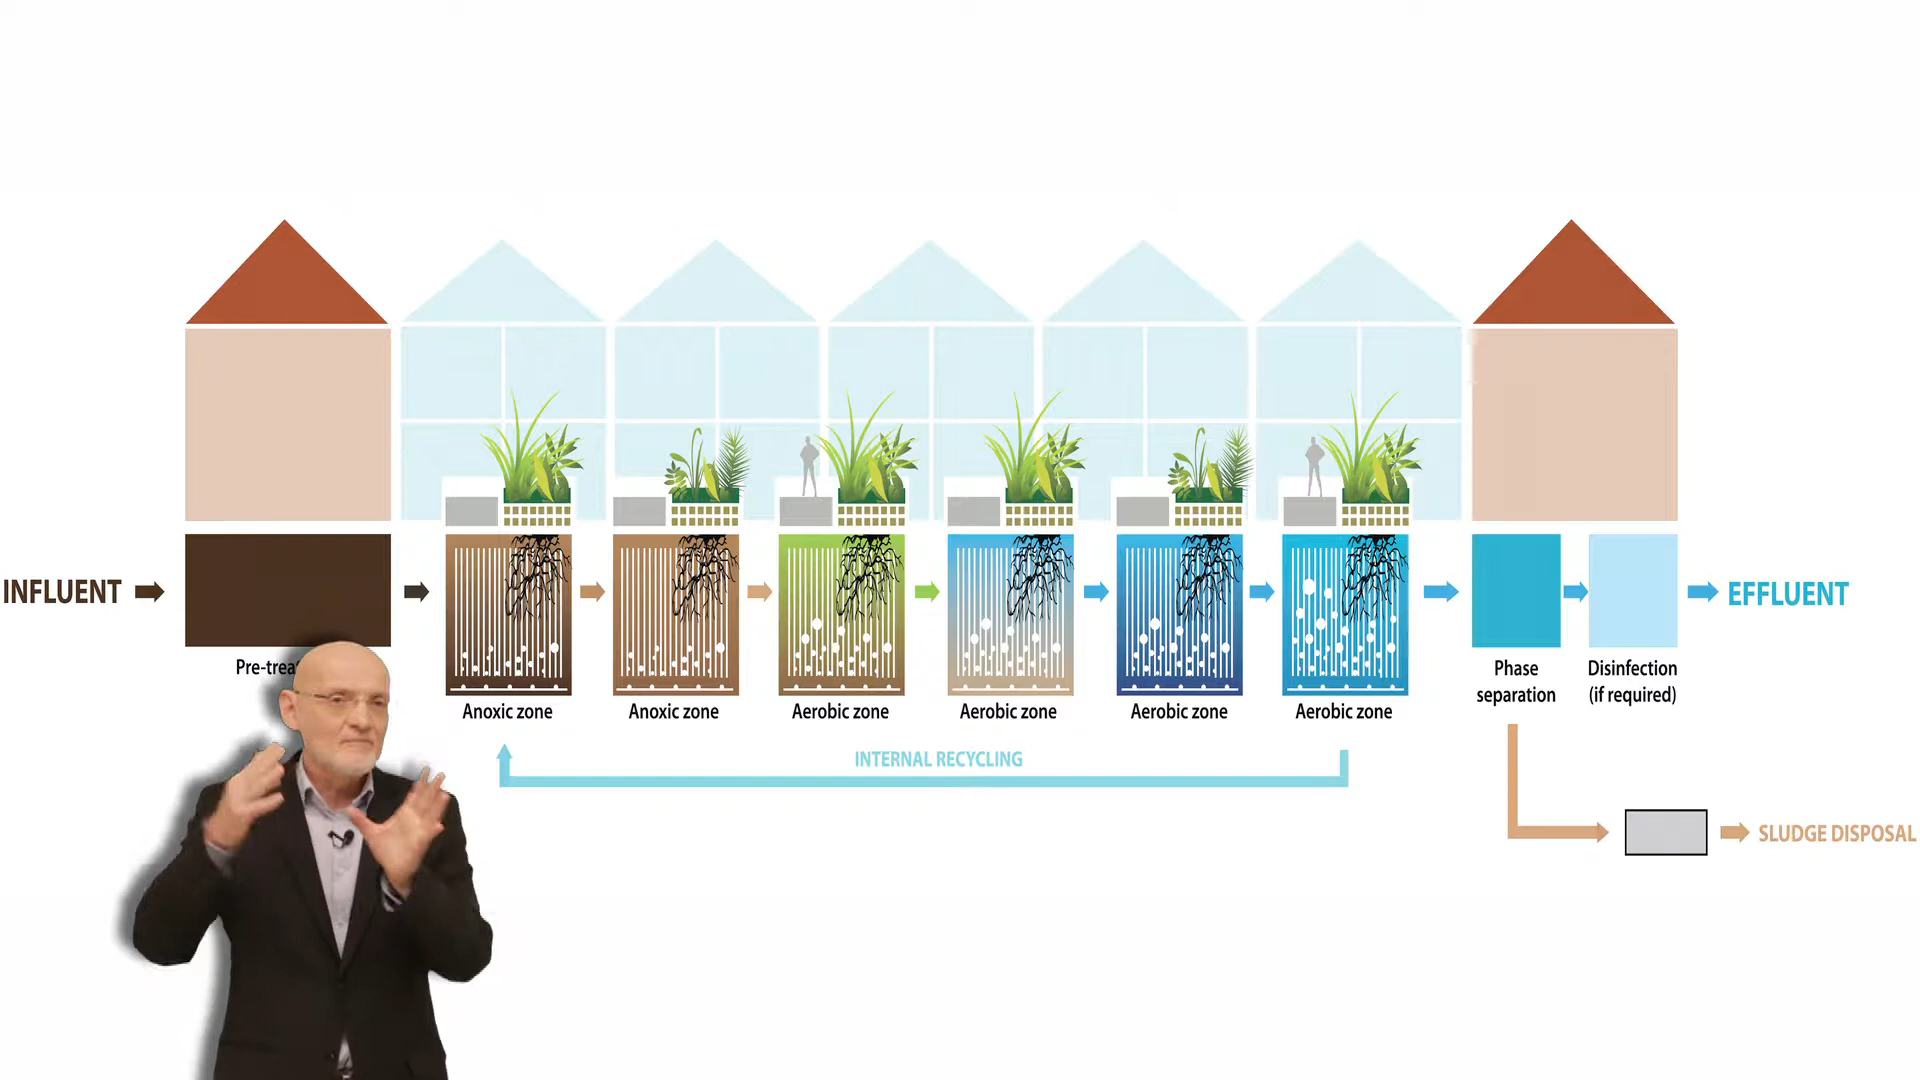 INFLUENT
EFFLUENT
Anoxic zone
Anoxic zone
Aerobic zone
Aerobic zone
Aerobic zone
Aerobic zone
Phase
separation
Disinfection
(if required)
INTERNAL RECYCLING
SLUDGE DISPOSAL